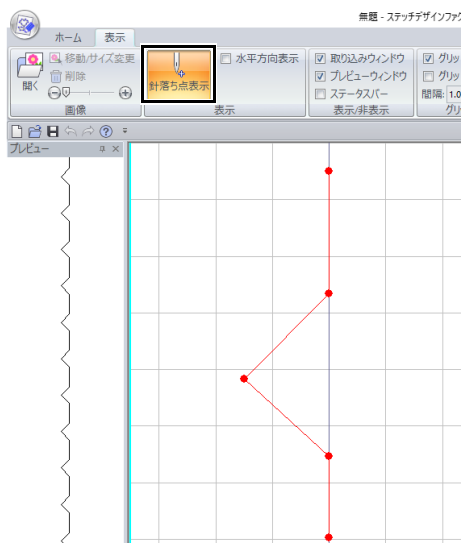 無題 - ステッチデザインファク
ホーム 表示
開く
移動/サイズ変更
削除
画像
針落ち点表示
水平方向表示
表示
取り込みウィンドウ
プレビューウィンドウ
ステータスバー
表示/非表示
グリッ
グリッ
間隔: 1.0
グリ
プレビュー